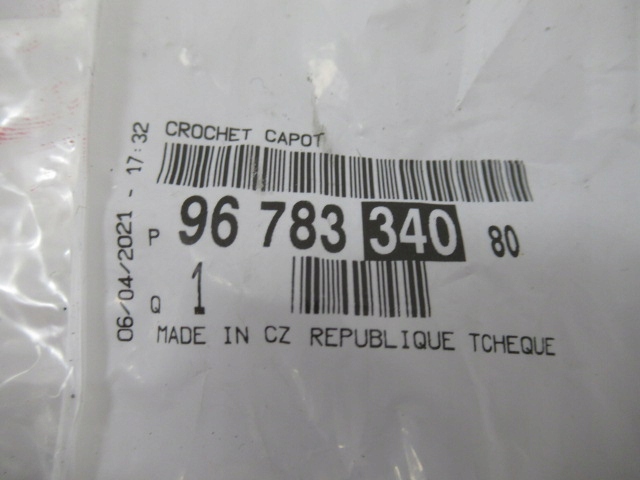 CROCHET CAPOT
P 96 783 340 80
Q 1
MADE IN CZ REPUBLIQUE TCHEQUE
06/04/2021 - 17:32